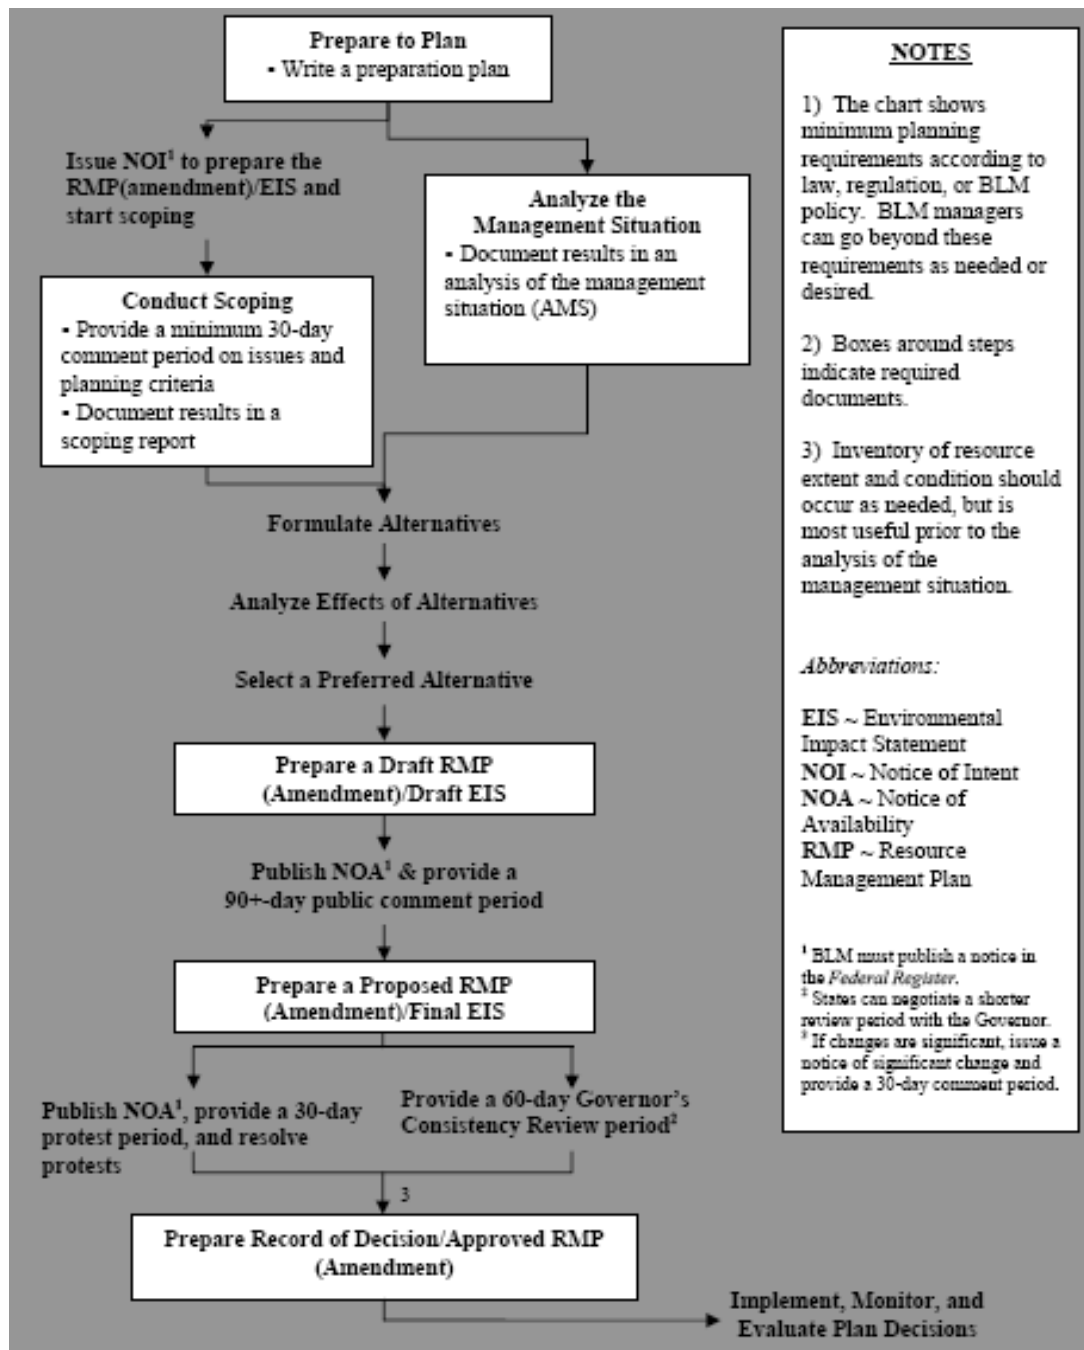 Prepare to Plan
▪ Write a preparation plan
Issue NOI¹ to prepare the
RMP(amendment)/EIS and
start scoping
Analyze the
Management Situation
▪ Document results in an
analysis of the management
situation (AMS)
Conduct Scoping
▪ Provide a minimum 30-day
comment period on issues and
planning criteria
▪ Document results in a
scoping report
Formulate Alternatives
Analyze Effects of Alternatives
Select a Preferred Alternative
Prepare a Draft RMP
(Amendment)/Draft EIS
Publish NOA¹ & provide a
90+-day public comment period
Prepare a Proposed RMP
(Amendment)/Final EIS
Publish NOA¹, provide a 30-day
protest period, and resolve
protests
Provide a 60-day Governor's
Consistency Review period²
3
Prepare Record of Decision/Approved RMP
(Amendment)
Implement, Monitor, and
Evaluate Plan Decisions
NOTES
1) The chart shows
minimum planning
requirements according to
law, regulation, or BLM
policy. BLM managers
can go beyond these
requirements as needed or
desired.
2) Boxes around steps
indicate required
documents.
3) Inventory of resource
extent and condition should
occur as needed, but is
most useful prior to the
analysis of the
management situation.
Abbreviations:
EIS ~ Environmental
Impact Statement
NOI ~ Notice of Intent
NOA ~ Notice of
Availability
RMP ~ Resource
Management Plan
¹ BLM must publish a notice in
the Federal Register.
² States can negotiate a shorter
review period with the Governor.
³ If changes are significant, issue a
notice of significant change and
provide a 30-day comment period.